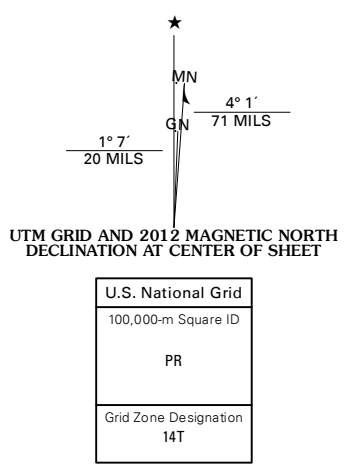 ★
MN
GN
4° 1´
71 MILS
1° 7´
20 MILS
UTM GRID AND 2012 MAGNETIC NORTH
DECLINATION AT CENTER OF SHEET
U.S. National Grid
100,000-m Square ID
PR
Grid Zone Designation
14T